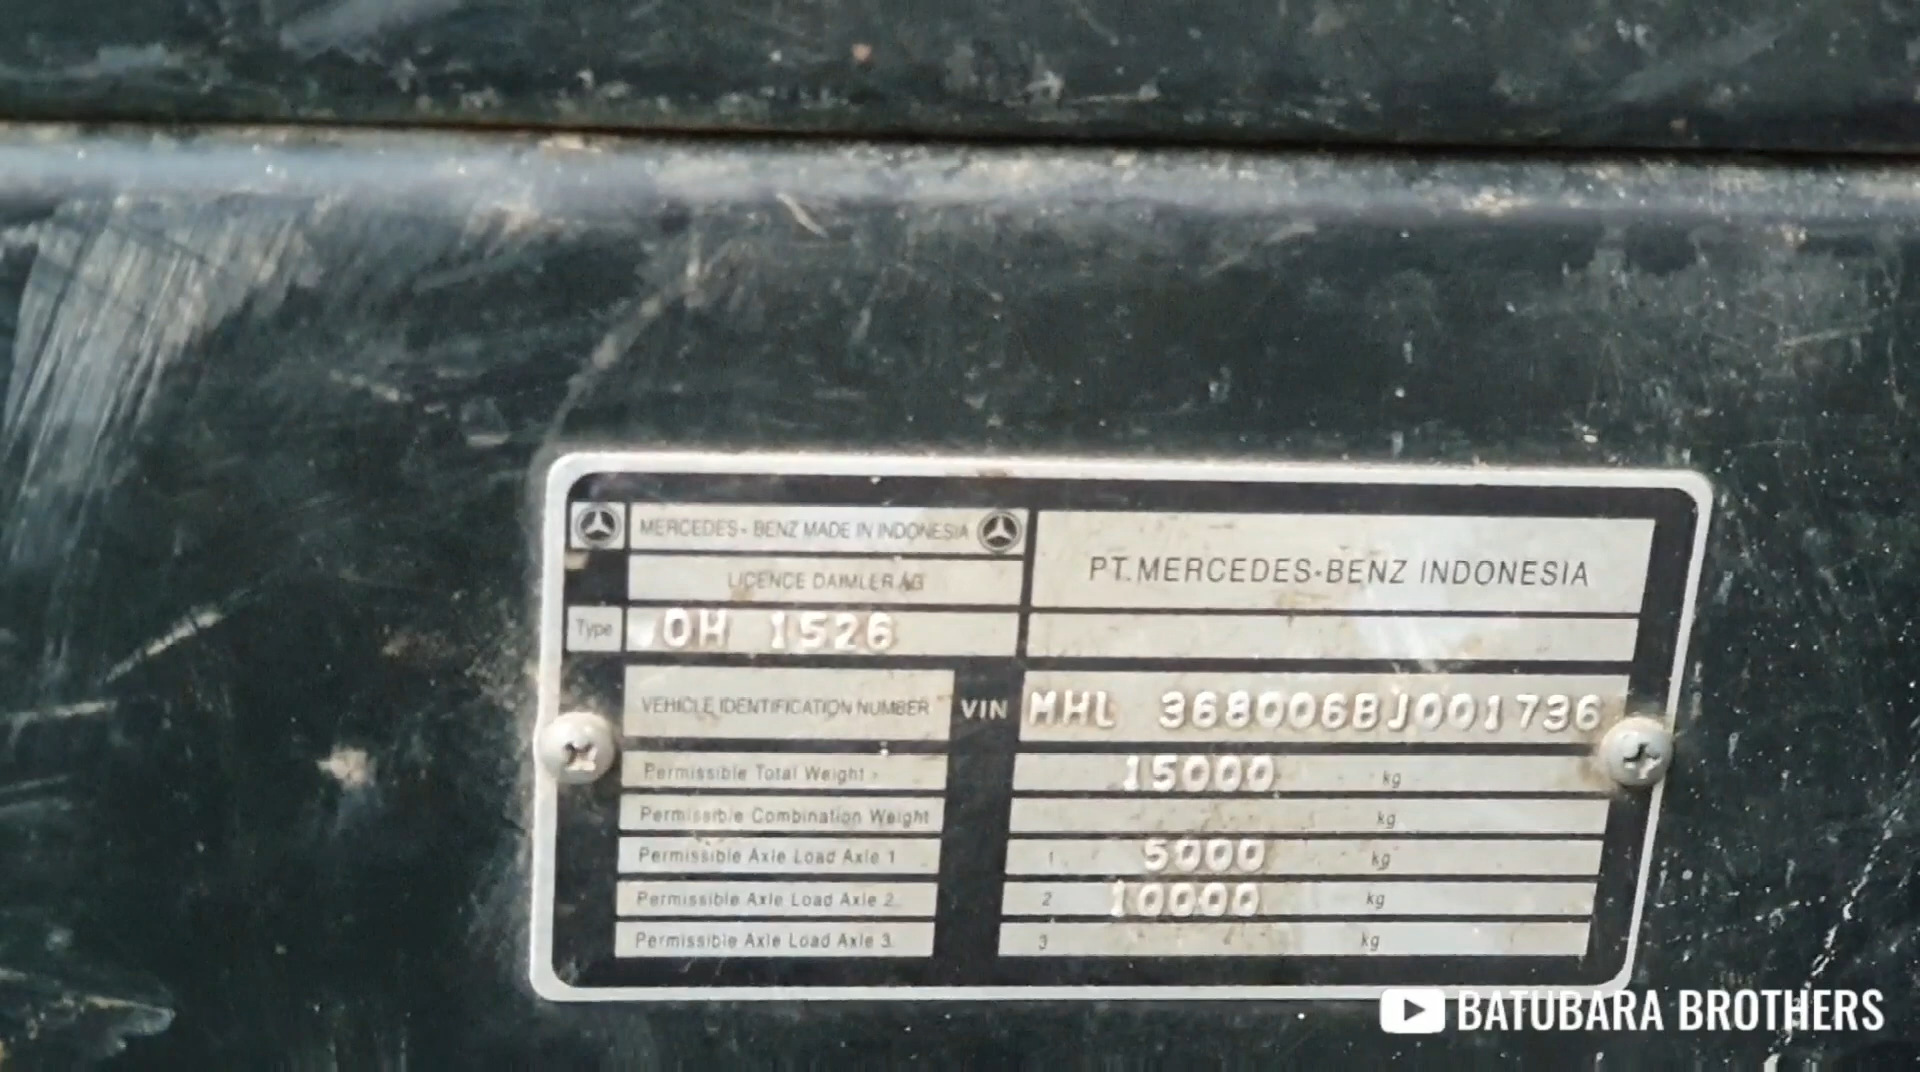 MERCEDES - BENZ MADE IN INDONESIA
LICENCE DAIMLER AG
PT. MERCEDES-BENZ INDONESIA
Type OH 1526
VEHICLE IDENTIFICATION NUMBER VIN MHL 368006BJ001736
Permissible Total Weight 15000 kg
Permissible Combination Weight kg
Permissible Axle Load Axle 1 1 5000 kg
Permissible Axle Load Axle 2 2 10000 kg
Permissible Axle Load Axle 3 3 kg
BATUBARA BROTHERS